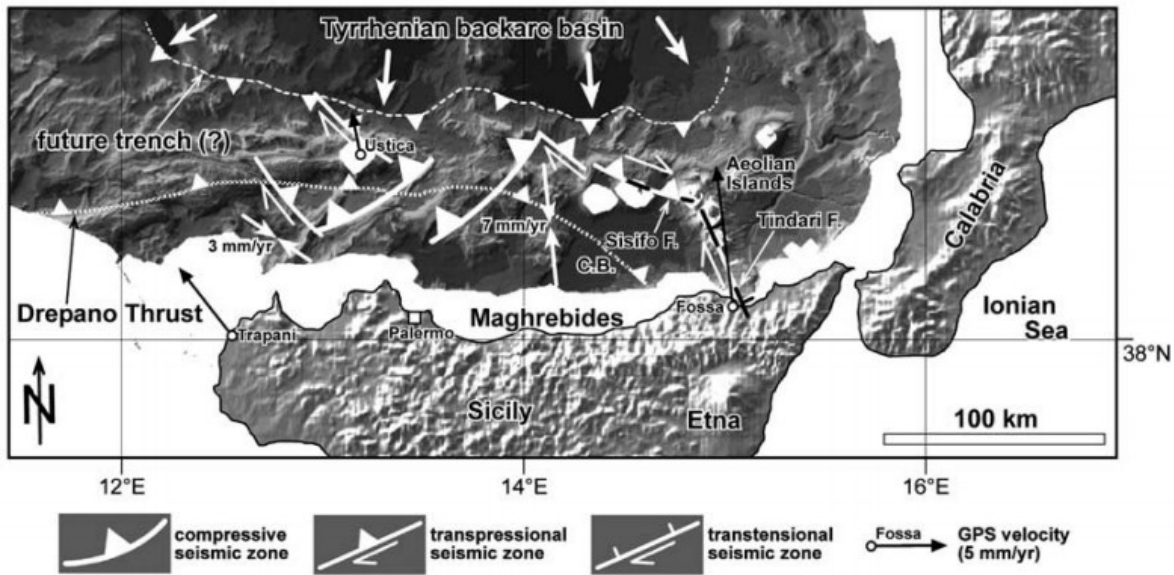 Tyrrhenian backarc basin
future trench (?)
Ustica
Aeolian
Islands
Tindari F.
Calabria
3 mm/yr
7 mm/yr
Sisifo F.
C.B.
Drepano Thrust
Trapani
Palermo
Maghrebides
Fossa
Ionian
Sea
38°N
N
Sicily
Etna
100 km
12°E
14°E
16°E
compressive
seismic zone
transpressional
seismic zone
transtensional
seismic zone
Fossa
GPS velocity
(5 mm/yr)